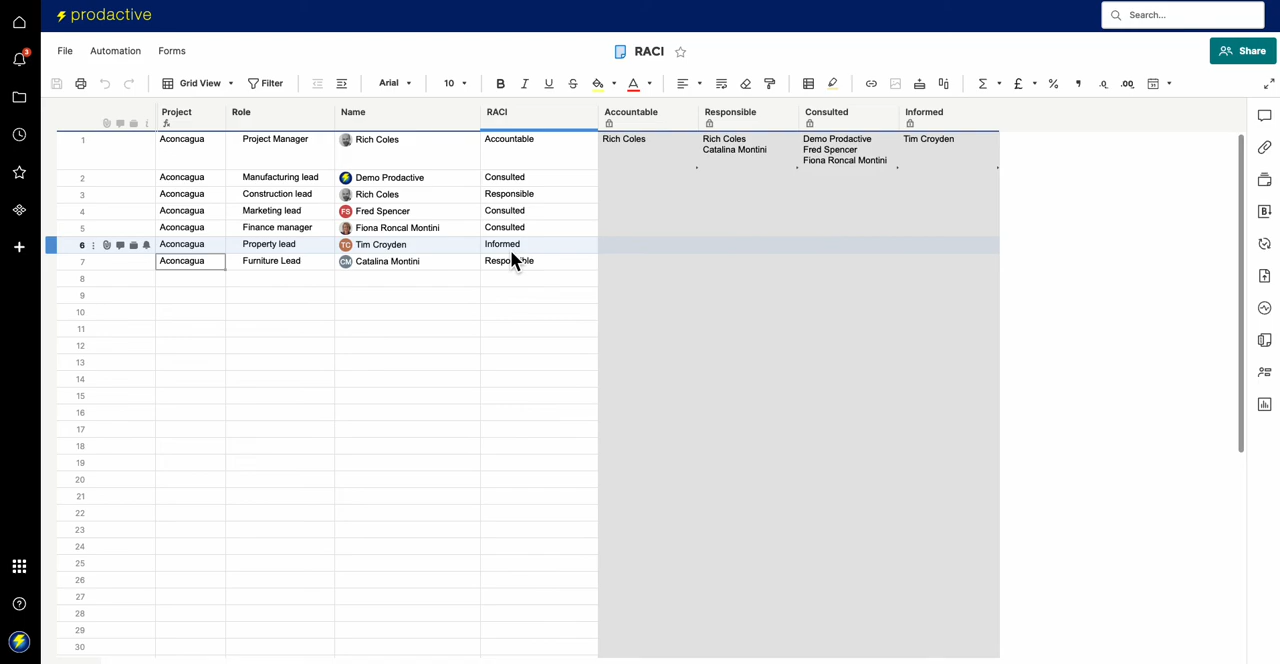 prodactive
Search...
File Automation Forms
RACI
Share
3
Grid View Filter Arial 10 B I U S A Σ £ % , .0 .00
Project Role Name RACI Accountable Responsible Consulted Informed
fx
1 Aconcagua Project Manager Rich Coles Accountable Rich Coles Rich Coles Demo Prodactive Tim Croyden
Catalina Montini Fred Spencer
Fiona Roncal Montini
2 Aconcagua Manufacturing lead Demo Prodactive Consulted
3 Aconcagua Construction lead Rich Coles Responsible
4 Aconcagua Marketing lead FS Fred Spencer Consulted
5 Aconcagua Finance manager Fiona Roncal Montini Consulted
6 Aconcagua Property lead TC Tim Croyden Informed
7 Aconcagua Furniture Lead CM Catalina Montini Responsible
8
9
10
11
12
13
14
15
16
17
18
19
20
21
22
23
24
25
26
27
28
29
30